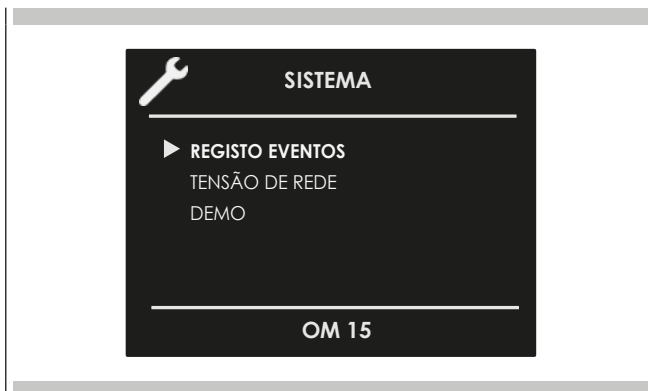 SISTEMA
REGISTO EVENTOS
TENSÃO DE REDE
DEMO
OM 15